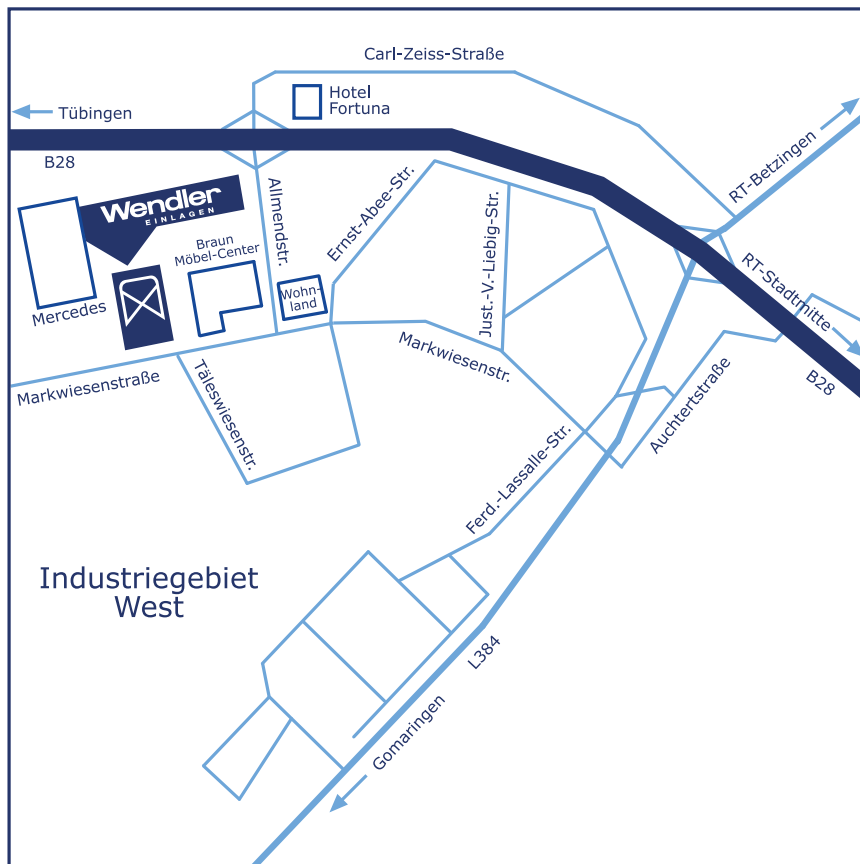 Carl-Zeiss-Straße
Hotel
Fortuna
Tübingen
B28
RT-Betzingen
Wendler
EINLAGEN
Allmendstr.
Ernst-Abee-Str.
Just.-V.-Liebig-Str.
Braun
Möbel-Center
RT-Stadtmitte
Wohn-
land
Mercedes
Markwiesenstr.
B28
Markwiesenstraße
Täleswiesenstr.
Auchtertstraße
Ferd.-Lassalle-Str.
Industriegebiet
West
L384
Gomaringen